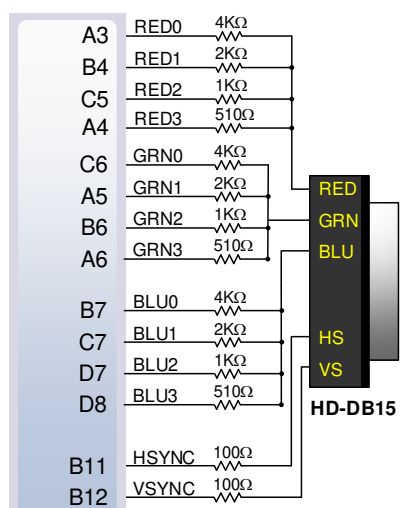 A3 RED0 4KΩ
B4 RED1 2KΩ
C5 RED2 1KΩ
A4 RED3 510Ω
C6 GRN0 4KΩ
A5 GRN1 2KΩ
B6 GRN2 1KΩ
A6 GRN3 510Ω
B7 BLU0 4KΩ
C7 BLU1 2KΩ
D7 BLU2 1KΩ
D8 BLU3 510Ω
B11 HSYNC 100Ω
B12 VSYNC 100Ω
RED
GRN
BLU
HS
VS
HD-DB15